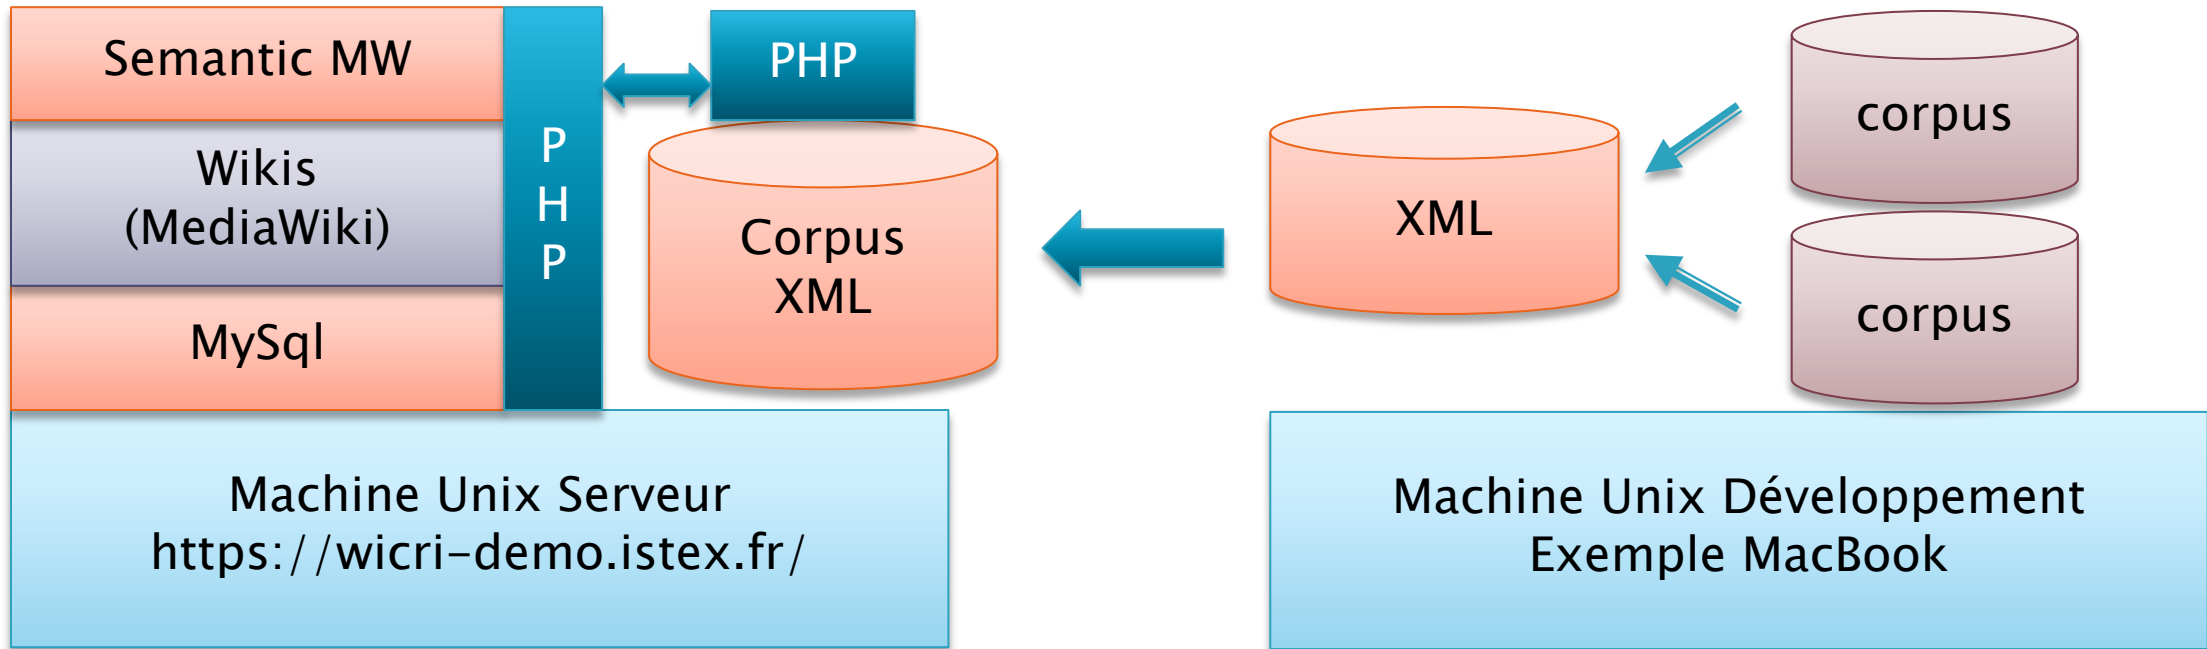 Semantic MW
Wikis
(MediaWiki)
MySql
P
H
P
PHP
Corpus
XML
XML
corpus
corpus
Machine Unix Serveur
https://wicri-demo.istex.fr/
Machine Unix Développement
Exemple MacBook